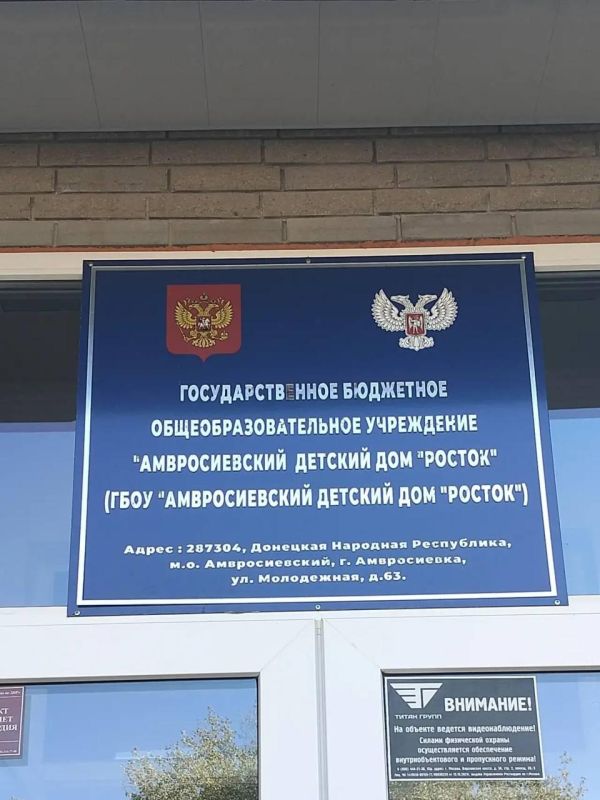 ГОСУДАРСТВЕННОЕ БЮДЖЕТНОЕ
ОБЩЕОБРАЗОВАТЕЛЬНОЕ УЧРЕЖДЕНИЕ
"АМВРОСИЕВСКИЙ ДЕТСКИЙ ДОМ "РОСТОК"
(ГБОУ "АМВРОСИЕВСКИЙ ДЕТСКИЙ ДОМ "РОСТОК")
Адрес : 287304, Донецкая Народная Республика,
м.о. Амвросиевский, г. Амвросиевка,
ул. Молодежная, д.63.
ТИТАН ГРУПП
ВНИМАНИЕ!
На объекте ведется видеонаблюдение!
Силами физической охраны
осуществляется обеспечение
внутриобъектового и пропускного режима!